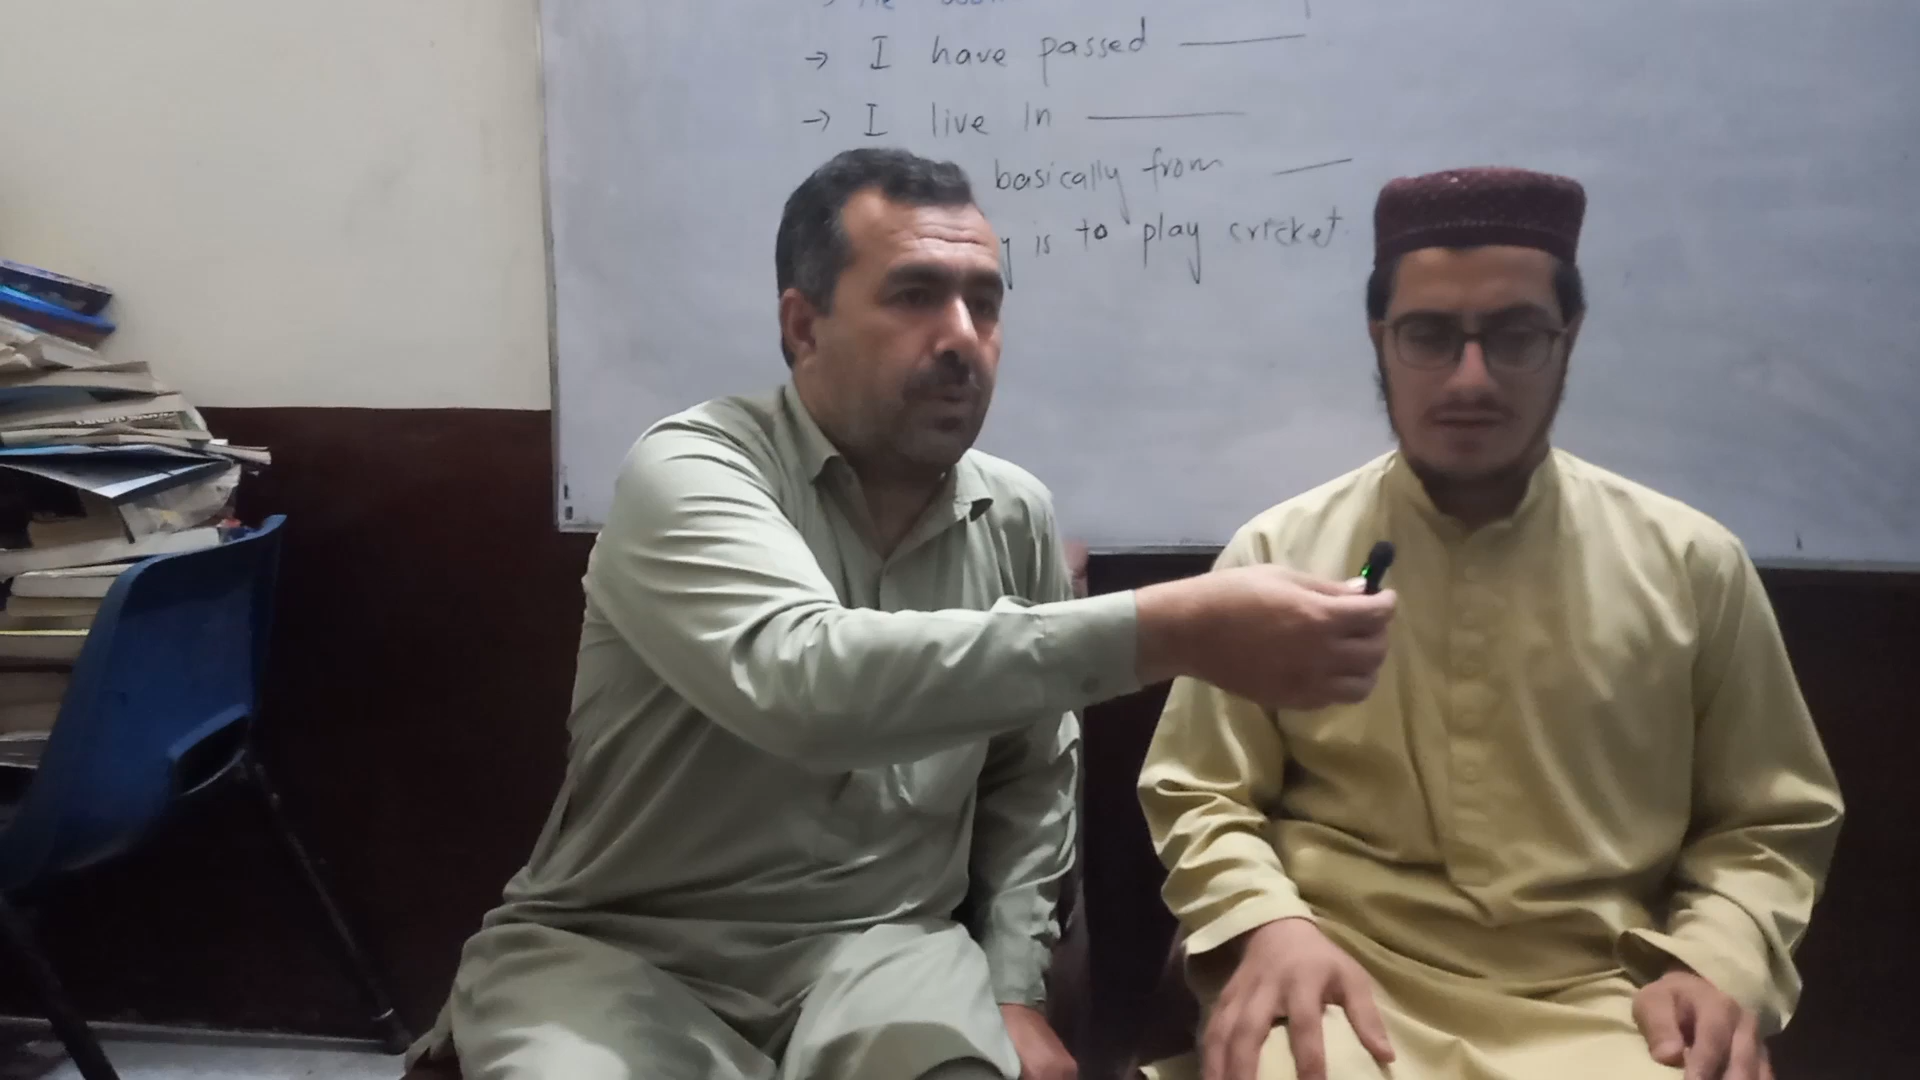 → I have passed ———
→ I live in ———
basically from ———
y is to play cricket.